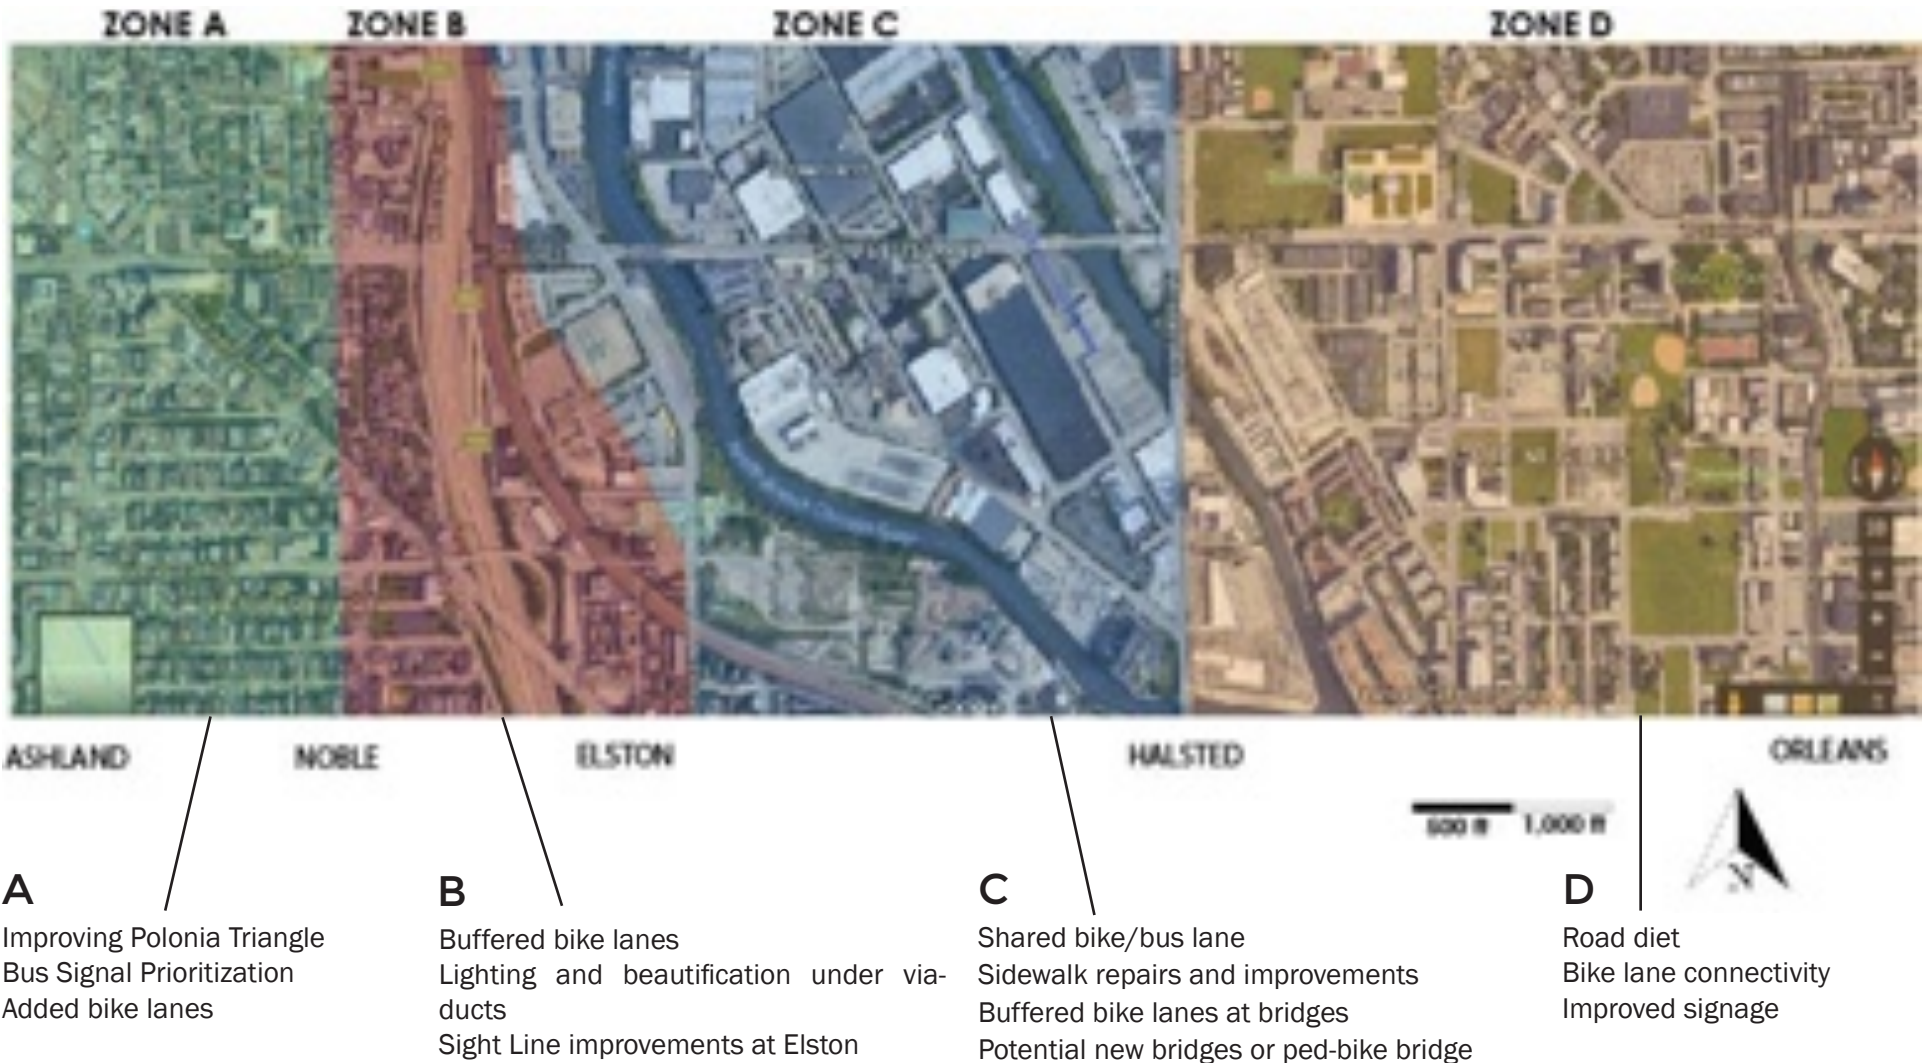 ZONE A
ZONE B
ZONE C
ZONE D
ASHLAND
NOBLE
ELSTON
HALSTED
ORLEANS
500 ft
1,000 ft
N
A
Improving Polonia Triangle
Bus Signal Prioritization
Added bike lanes
B
Buffered bike lanes
Lighting and beautification under via-
ducts
Sight Line improvements at Elston
C
Shared bike/bus lane
Sidewalk repairs and improvements
Buffered bike lanes at bridges
Potential new bridges or ped-bike bridge
D
Road diet
Bike lane connectivity
Improved signage